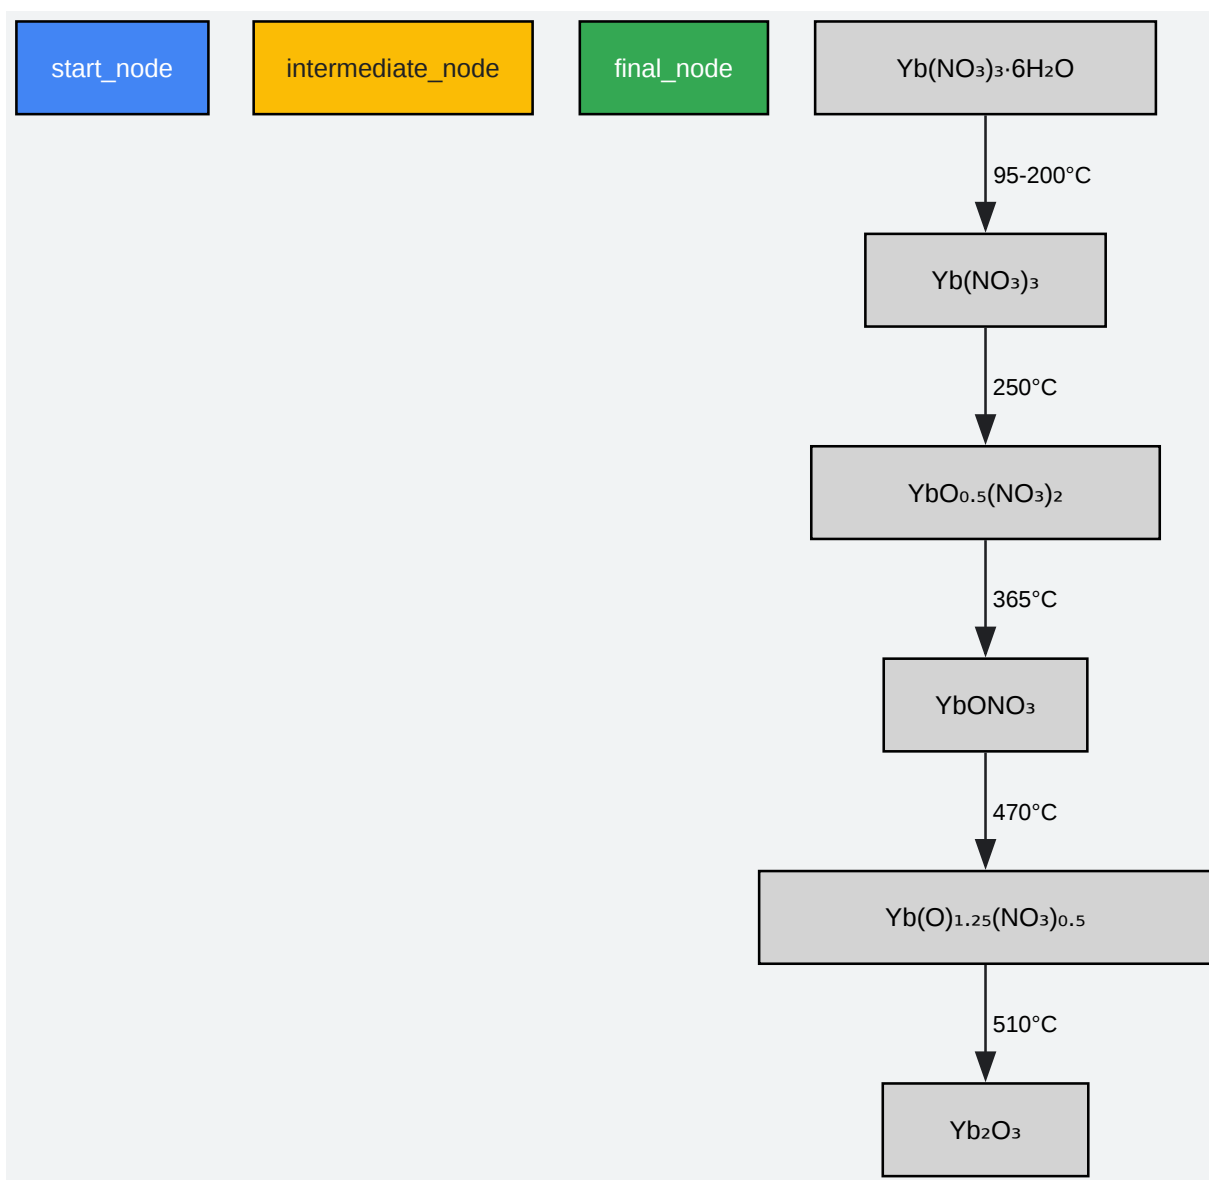 start_node
intermediate_node
final_node
Yb(NO₃)₃·6H₂O
95-200°C
Yb(NO₃)₃
250°C
YbO₀.₅(NO₃)₂
365°C
YbONO₃
470°C
Yb(O)₁.₂₅(NO₃)₀.₅
510°C
Yb₂O₃